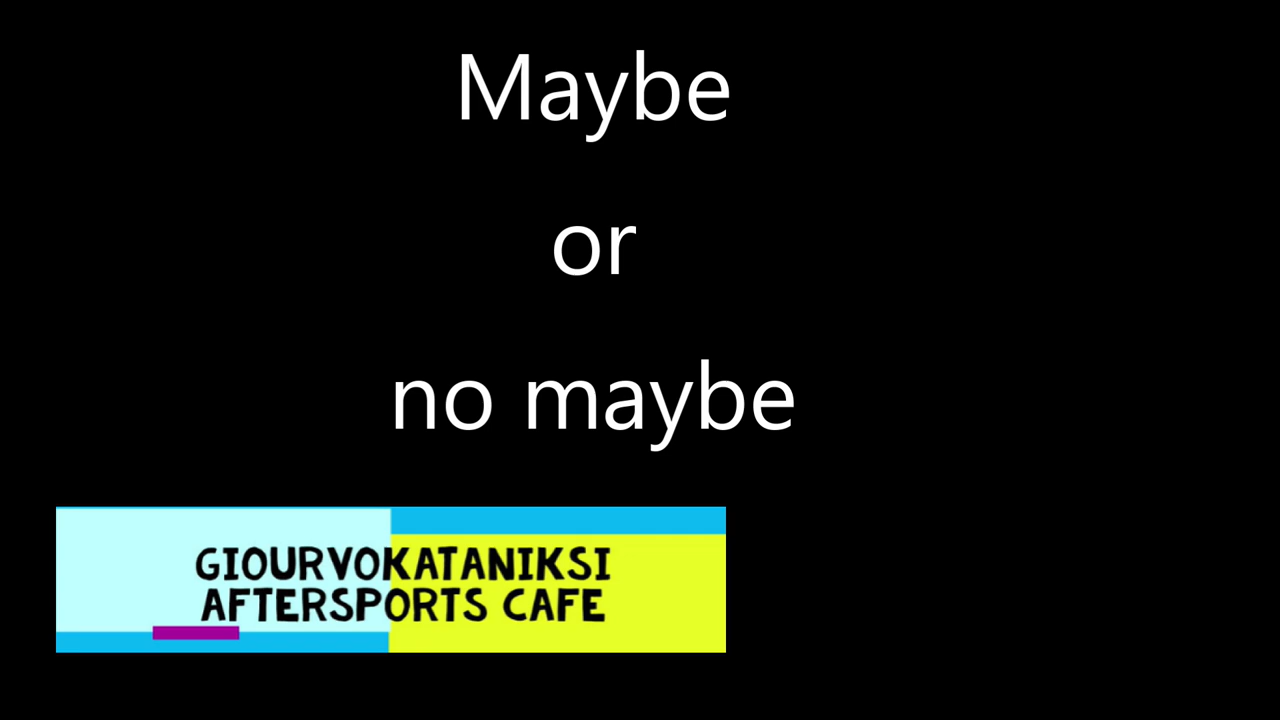 Maybe
or
no maybe
GIOURVOKATANIKSI
AFTERSPORTS CAFE